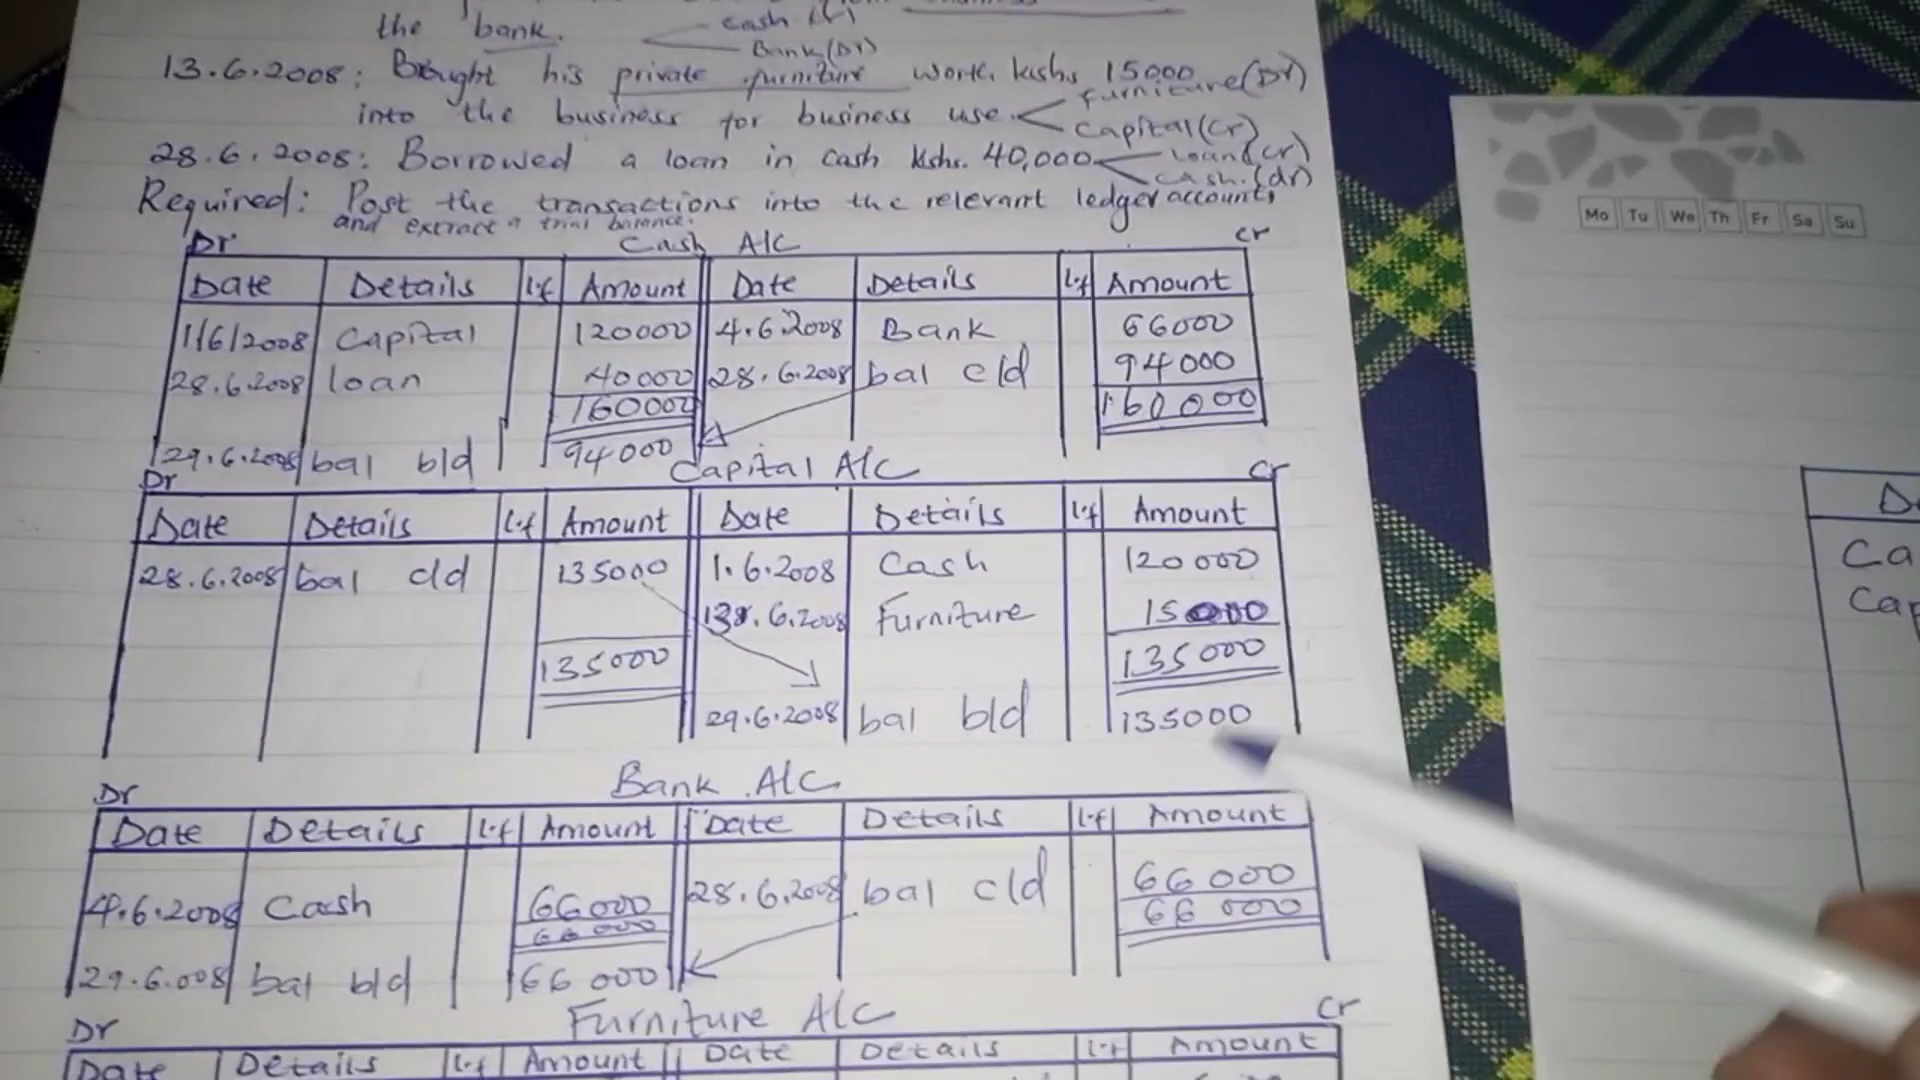 the bank. cash (r)
Bank(Dr)
13.6.2008: Brought his private furniture worth kshs 15000
furniture(Dr)
into the business for business use.
Capital(Cr)
28.6.2008: Borrowed a loan in cash kshs. 40,000
Loan(cr)
cash.(dr)
Required: Post the transactions into the relevant ledger accounts
and extract a trial balance.
Dr Cash A/C Cr
Date Details l.f Amount Date Details l.f Amount
1/6/2008 Capital 120000 4.6.2008 Bank 66000
28.6.2008 loan 40000 28.6.2008 bal c/d 94000
160000 160000
29.6.2008 bal b/d 94000
Dr Capital A/C Cr
Date Details l.f Amount Date Details l.f Amount
28.6.2008 bal c/d 135000 1.6.2008 Cash 120000
13.6.2008 Furniture 15000
135000 135000
29.6.2008 bal b/d 135000
Dr Bank A/C
Date Details l.f Amount Date Details l.f Amount
4.6.2008 Cash 66000 28.6.2008 bal c/d 66000
66000 66000
29.6.008 bal b/d 66000
Dr Furniture A/C Cr
Date Details l.f Amount Date Details l.f Amount
Mo Tu We Th Fr Sa Su
D
Ca
Cap